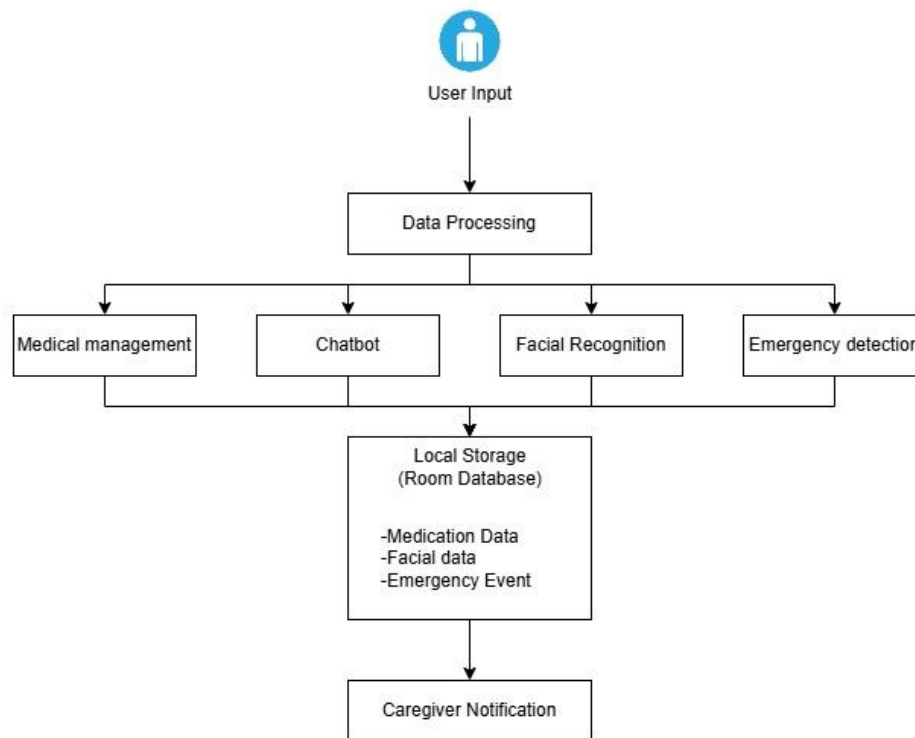 User Input
Data Processing
Medical management
Chatbot
Facial Recognition
Emergency detection
Local Storage
(Room Database)
-Medication Data
-Facial data
-Emergency Event
Caregiver Notification